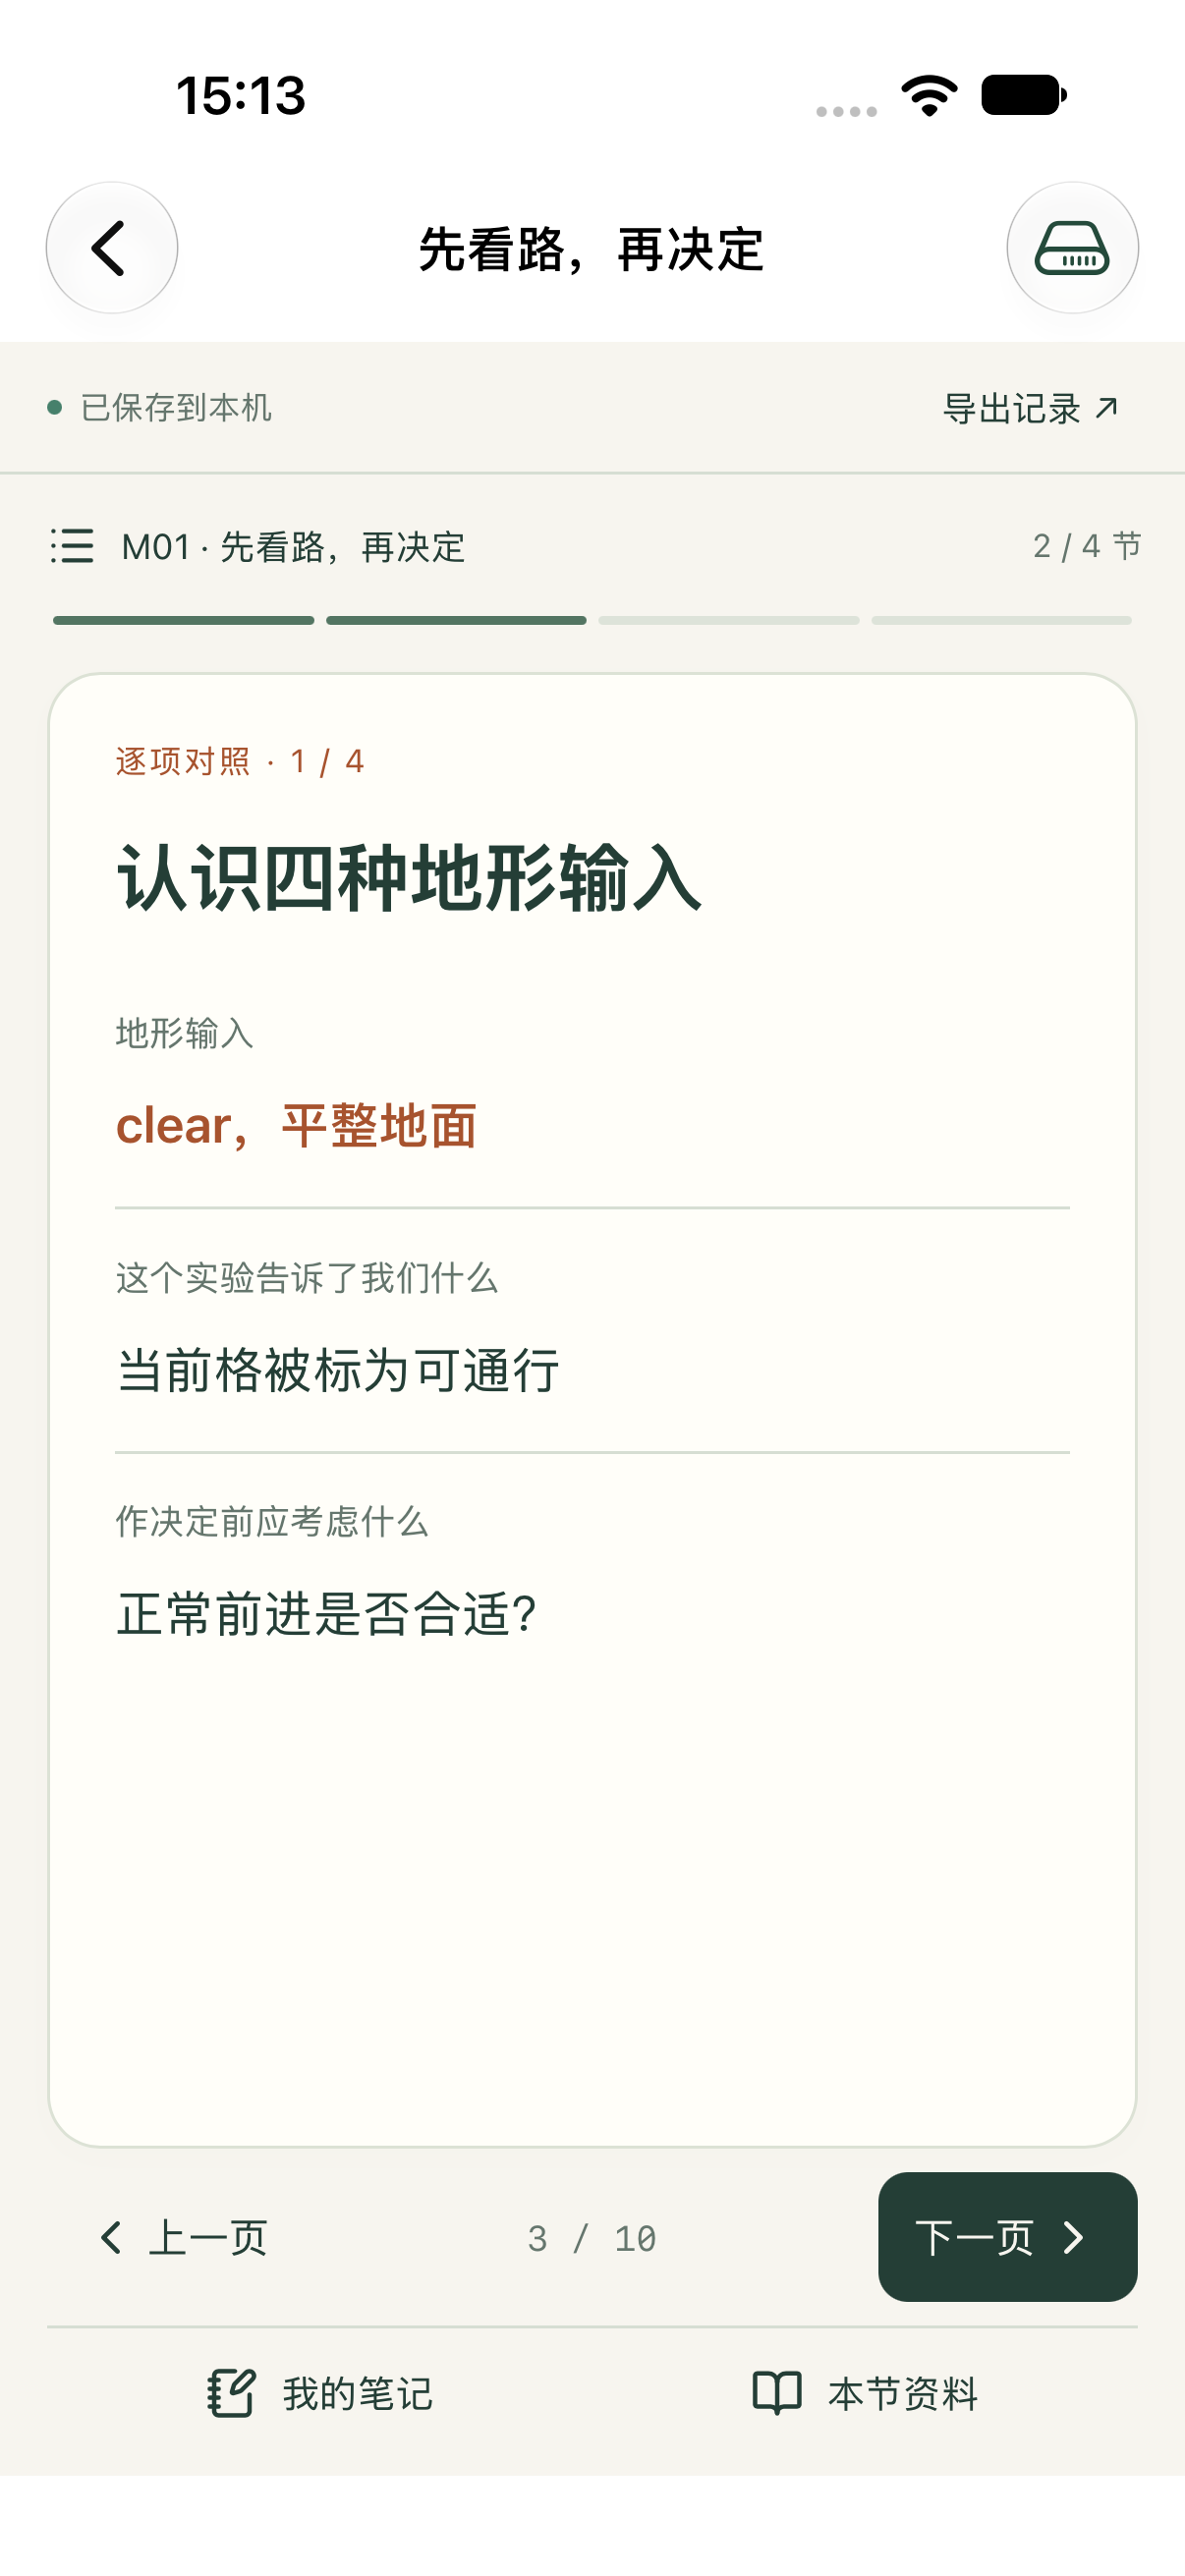 15:13
先看路，再决定
已保存到本机
导出记录 ↗
M01 · 先看路，再决定
2 / 4 节
逐项对照 · 1 / 4
认识四种地形输入
地形输入
clear，平整地面
这个实验告诉了我们什么
当前格被标为可通行
作决定前应考虑什么
正常前进是否合适？
上一页
3 / 10
下一页
我的笔记
本节资料